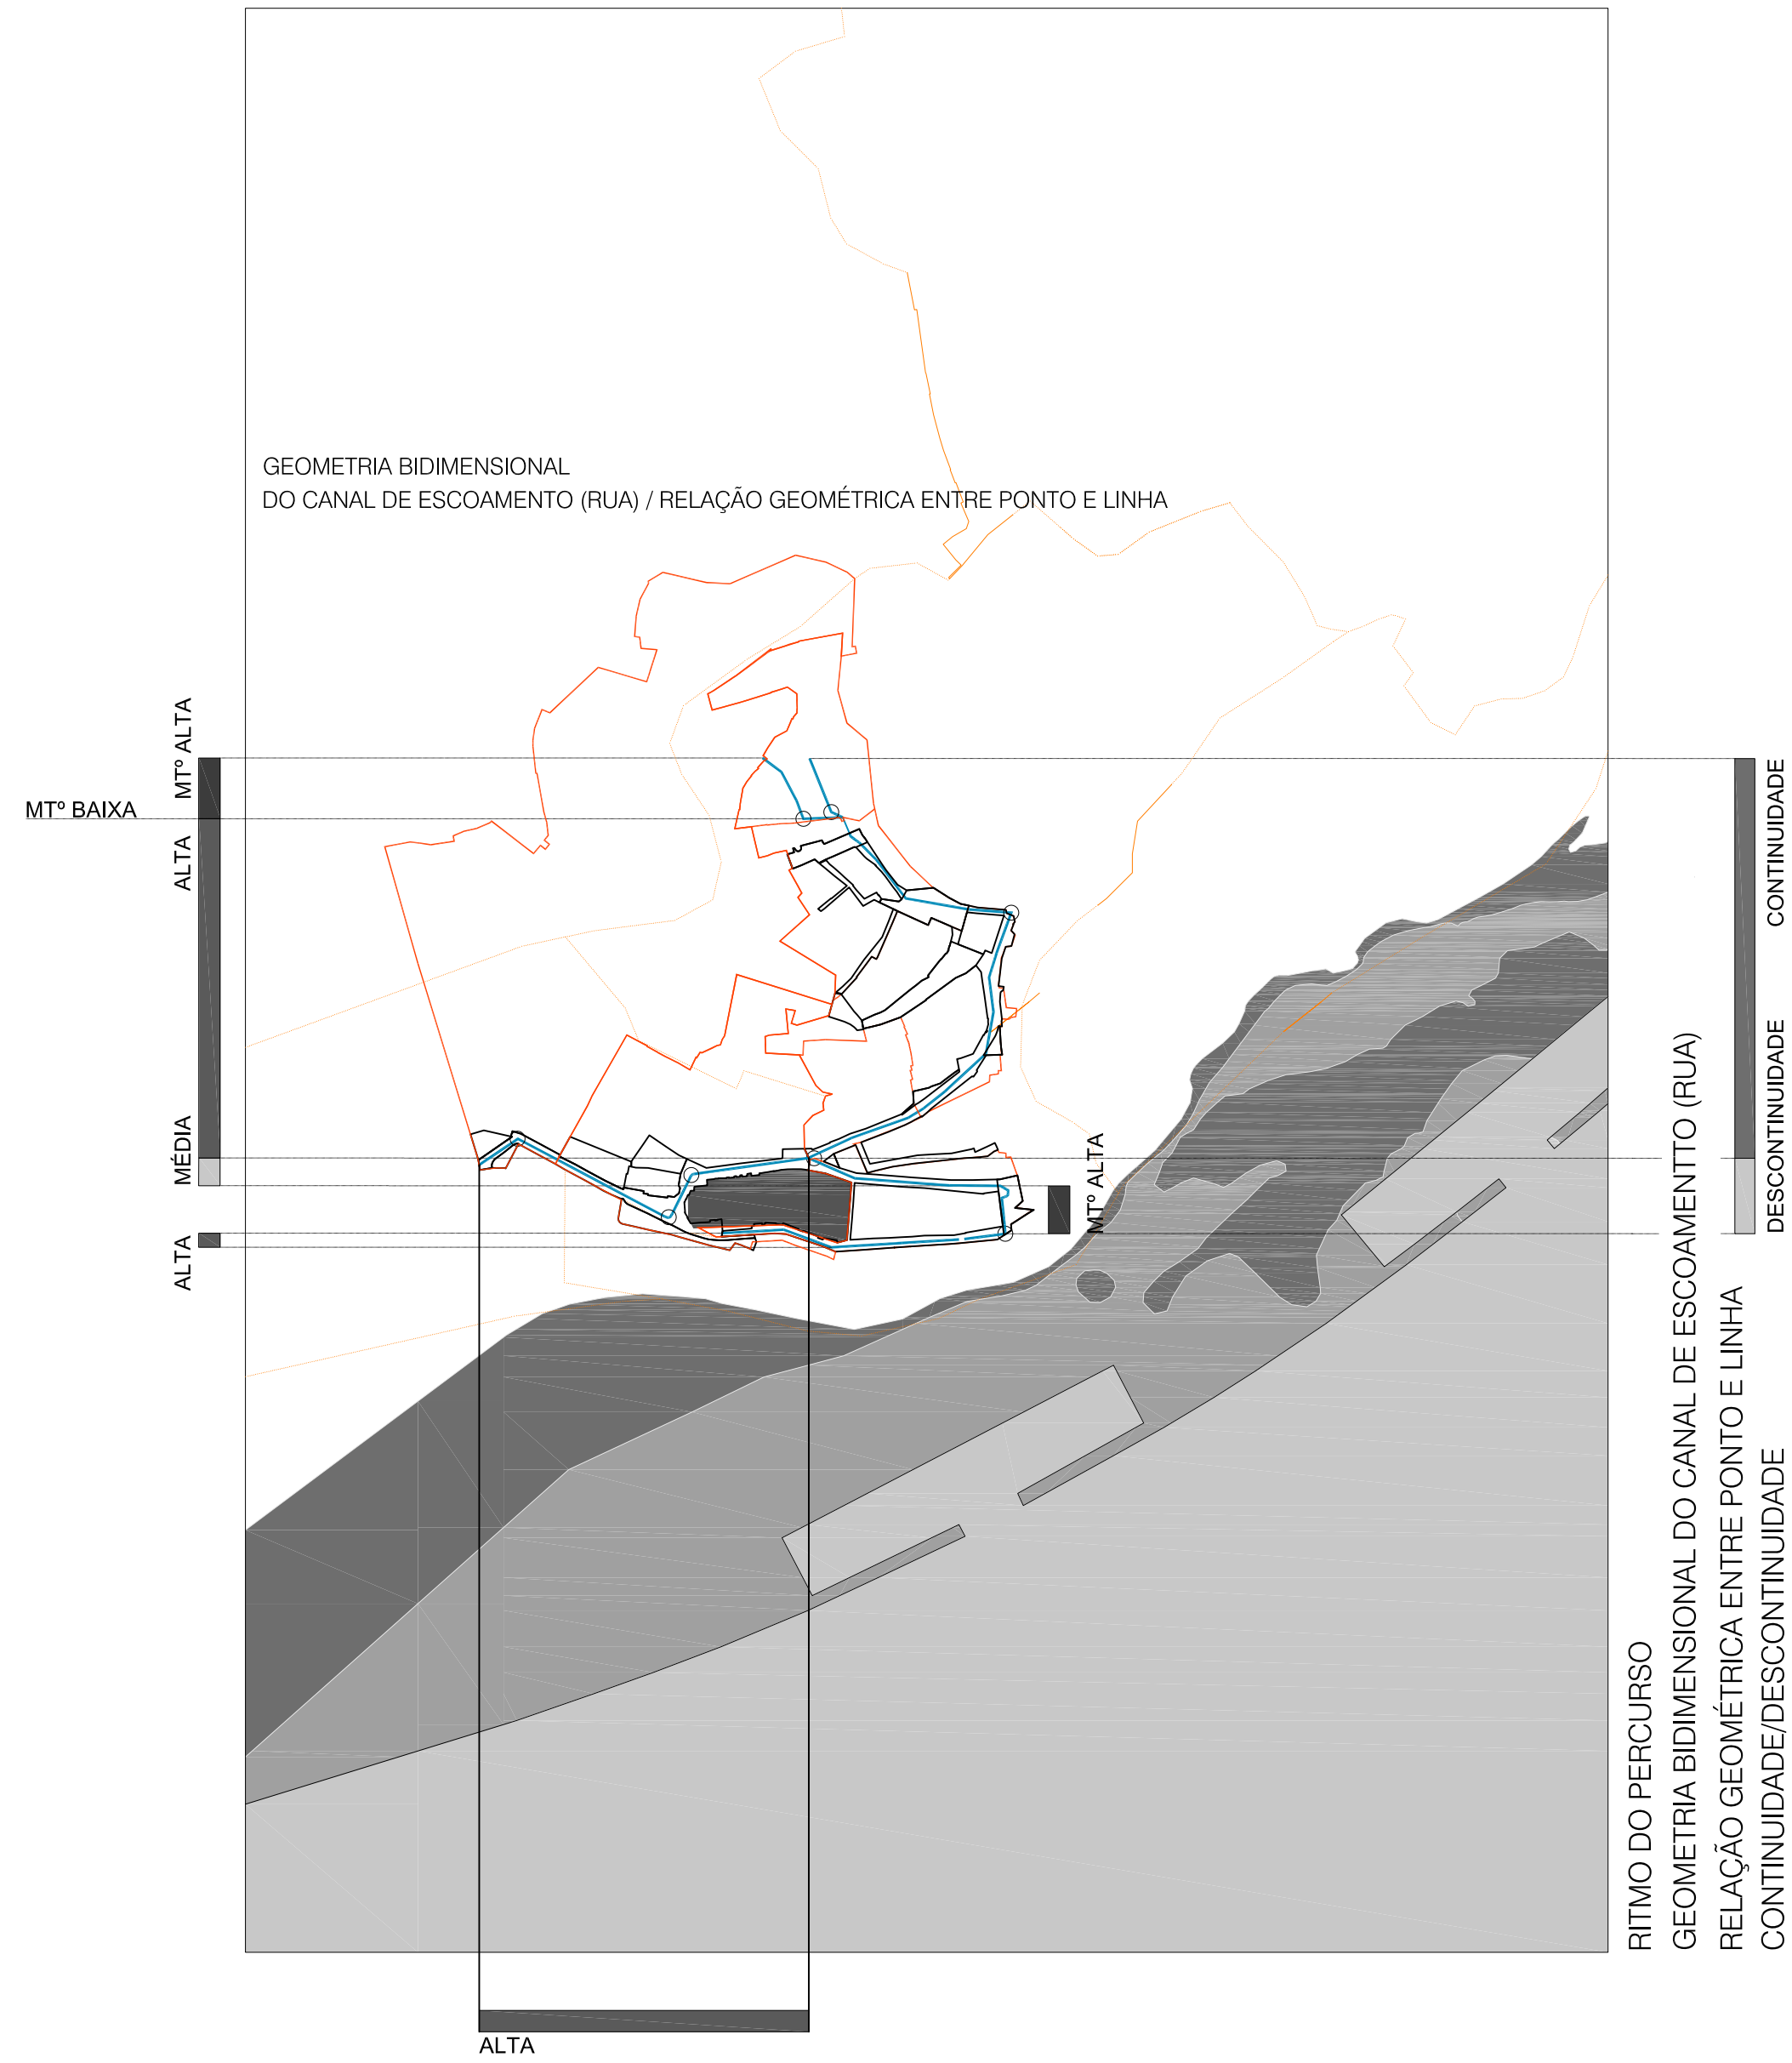 GEOMETRIA BIDIMENSIONAL
DO CANAL DE ESCOAMENTO (RUA) / RELAÇÃO GEOMÉTRICA ENTRE PONTO E LINHA
MTº ALTA
MTº BAIXA
ALTA
MÉDIA
ALTA
MTº ALTA
ALTA
CONTINUIDADE
DESCONTINUIDADE
RITMO DO PERCURSO
GEOMETRIA BIDIMENSIONAL DO CANAL DE ESCOAMENTTO (RUA)
RELAÇÃO GEOMÉTRICA ENTRE PONTO E LINHA
CONTINUIDADE/DESCONTINUIDADE